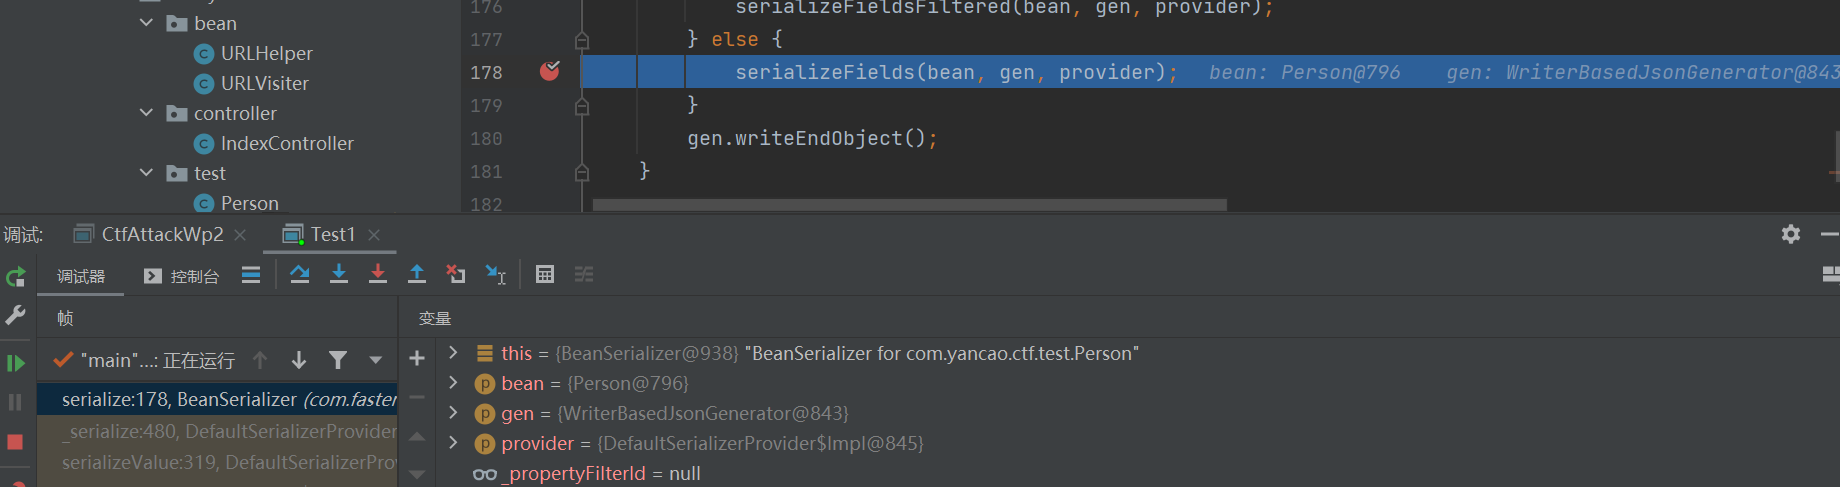 bean
URLHelper
URLVisiter
controller
IndexController
test
Person
176 serializeFieldsFiltered(bean, gen, provider);
177 } else {
178 serializeFields(bean, gen, provider); bean: Person@796 gen: WriterBasedJsonGenerator@843
179 }
180 gen.writeEndObject();
181 }
182
调试: CtfAttackWp2 Test1
调试器 控制台
帧
变量
"main"...: 正在运行
serialize:178, BeanSerializer (com.faster
_serialize:480, DefaultSerializerProvider
serializeValue:319, DefaultSerializerPro
this = {BeanSerializer@938} "BeanSerializer for com.yancao.ctf.test.Person"
bean = {Person@796}
gen = {WriterBasedJsonGenerator@843}
provider = {DefaultSerializerProvider$Impl@845}
_propertyFilterId = null